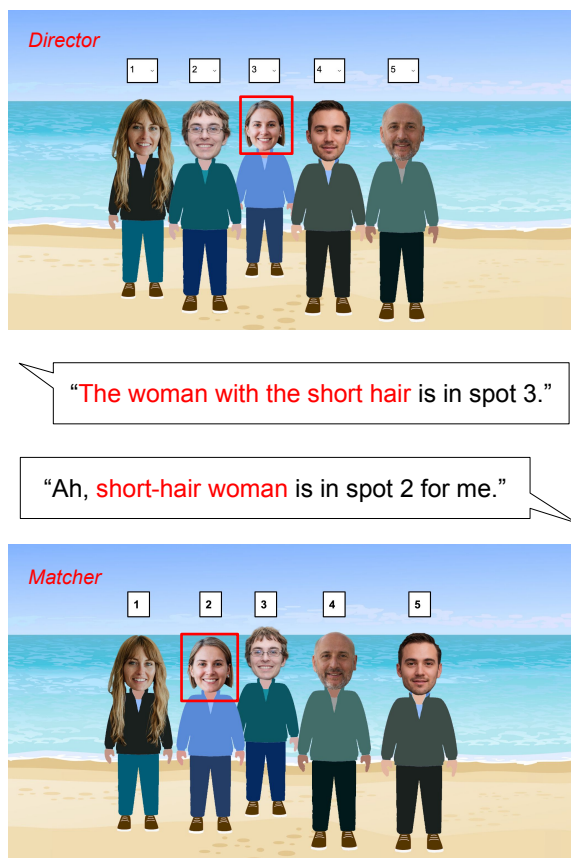 Director
1 2 3 4 5
“The woman with the short hair is in spot 3.”
“Ah, short-hair woman is in spot 2 for me.”
Matcher
1 2 3 4 5